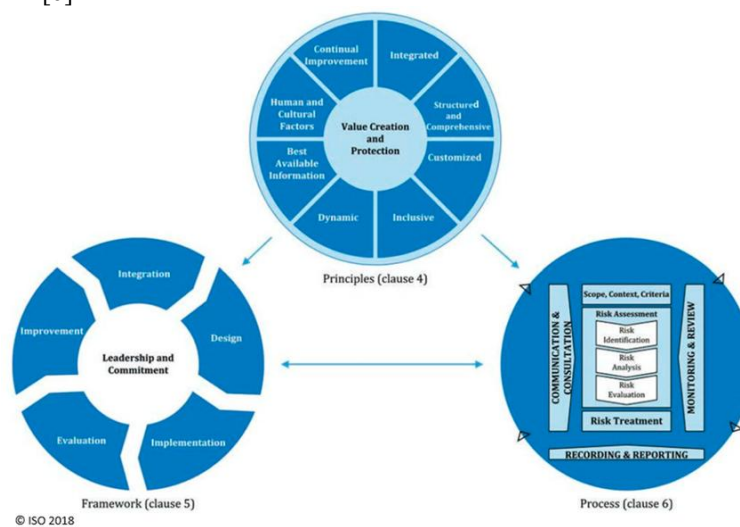 Continual
Improvement
Integrated
Human and
Cultural
Factors
Structured
and
Comprehensive
Value Creation
and
Protection
Best
Available
Information
Customized
Dynamic
Inclusive
Principles (clause 4)
Integration
Improvement
Design
Leadership and
Commitment
Evaluation
Implementation
Framework (clause 5)
Scope, Context, Criteria
Risk Assessment
Risk
Identification
Risk
Analysis
Risk
Evaluation
Risk Treatment
COMMUNICATION &
CONSULTATION
MONITORING & REVIEW
RECORDING & REPORTING
Process (clause 6)
© ISO 2018